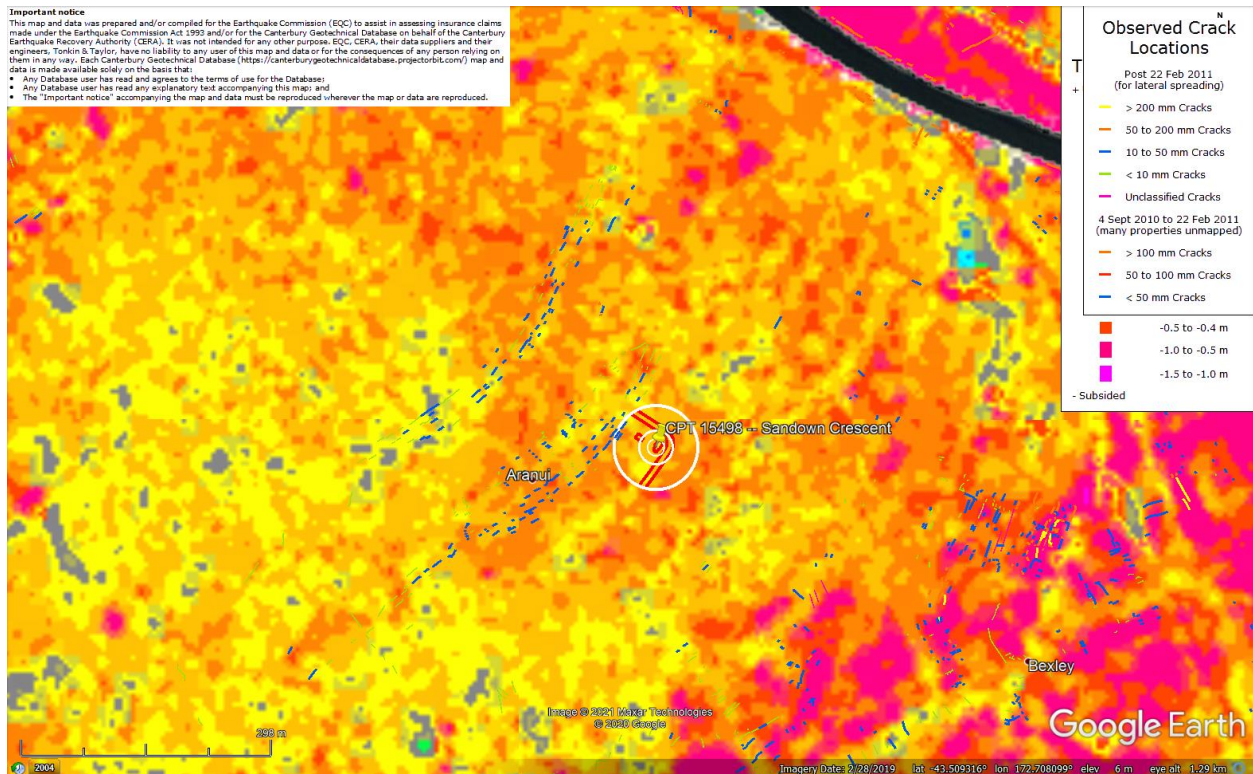 Important notice
This map and data was prepared and/or compiled for the Earthquake Commission (EQC) to assist in assessing insurance claims
made under the Earthquake Commission Act 1993 and/or for the Canterbury Geotechnical Database on behalf of the Canterbury
Earthquake Recovery Authority (CERA). It was not intended for any other purpose. EQC, CERA, their data suppliers and their
engineers, Tonkin & Taylor, have no liability to any user of this map and data or for the consequences of any person relying on
them in any way. Each Canterbury Geotechnical Database (https://canterburygeotechnicaldatabase.projectorbit.com/) map and
data is made available solely on the basis that:
• Any Database user has read and agrees to the terms of use for the Database;
• Any Database user has read any explanatory text accompanying this map; and
• The "Important notice" accompanying the map and data must be reproduced wherever the map or data are reproduced.
N
Observed Crack
Locations
T
+
Post 22 Feb 2011
(for lateral spreading)
> 200 mm Cracks
50 to 200 mm Cracks
10 to 50 mm Cracks
< 10 mm Cracks
Unclassified Cracks
4 Sept 2010 to 22 Feb 2011
(many properties unmapped)
> 100 mm Cracks
50 to 100 mm Cracks
< 50 mm Cracks
-0.5 to -0.4 m
-1.0 to -0.5 m
-1.5 to -1.0 m
- Subsided
CPT 15498 -- Sandown Crescent
Aranui
Bexley
Image © 2021 Maxar Technologies
© 2020 Google
Google Earth
298 m
2004
Imagery Date: 2/28/2019 lat -43.509316° lon 172.708099° elev 6 m eye alt 1.29 km